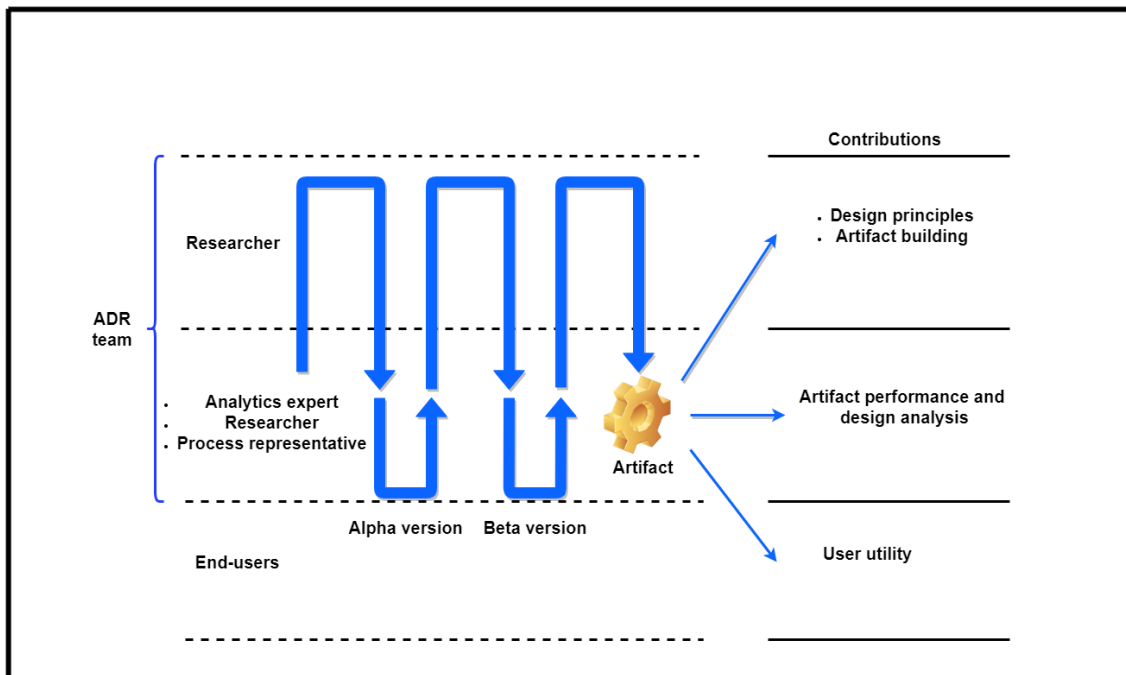 Contributions
Researcher
• Design principles
• Artifact building
ADR
team
• Analytics expert
• Researcher
• Process representative
Artifact
Artifact performance and
design analysis
Alpha version
Beta version
End-users
User utility